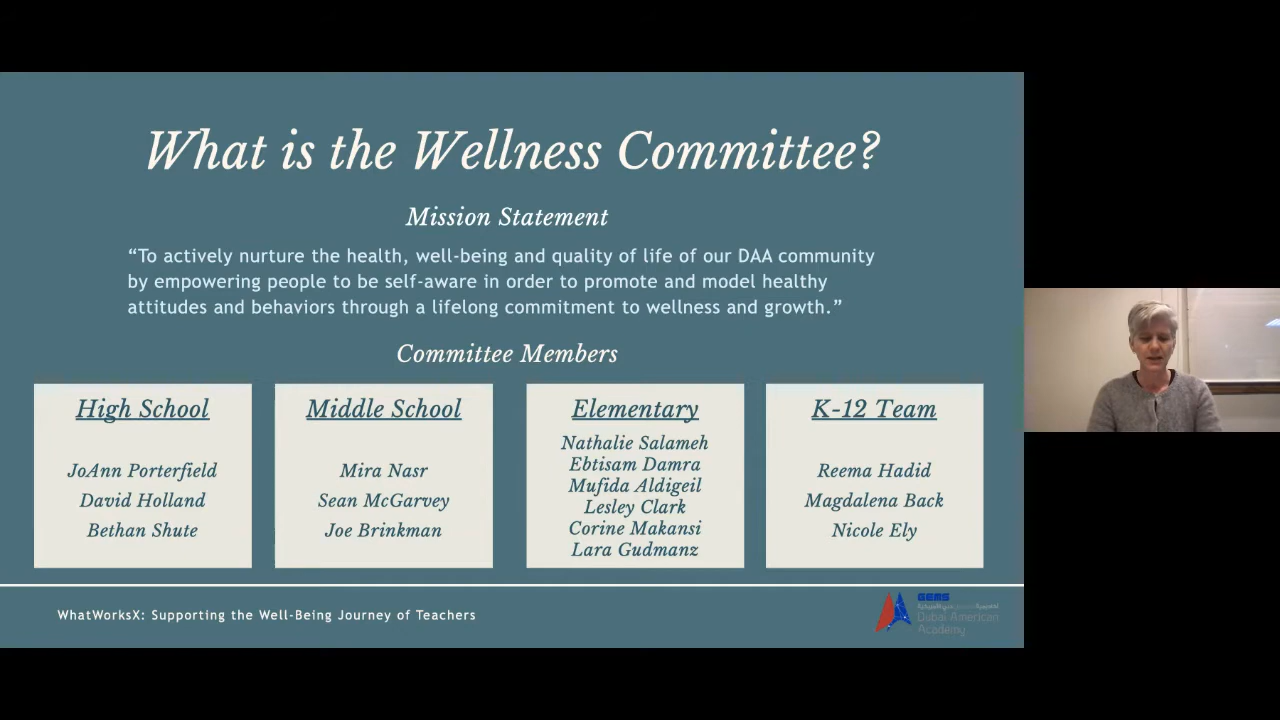 What is the Wellness Committee?
Mission Statement
“To actively nurture the health, well-being and quality of life of our DAA community
by empowering people to be self-aware in order to promote and model healthy
attitudes and behaviors through a lifelong commitment to wellness and growth.”
Committee Members
High School
JoAnn Porterfield
David Holland
Bethan Shute
Middle School
Mira Nasr
Sean McGarvey
Joe Brinkman
Elementary
Nathalie Salameh
Ebtisam Damra
Mufida Aldigeil
Lesley Clark
Corine Makansi
Lara Gudmanz
K-12 Team
Reema Hadid
Magdalena Back
Nicole Ely
WhatWorksX: Supporting the Well-Being Journey of Teachers
GEMS
Dubai American
Academy